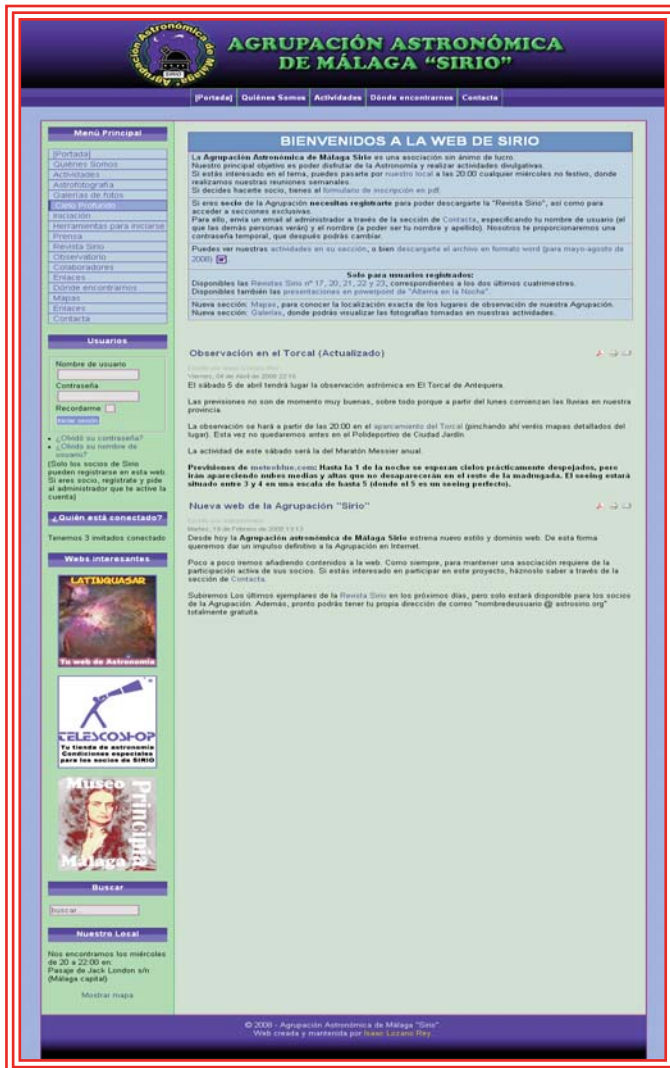 Agrupación Astronómica de Málaga
SIRIO
AGRUPACIÓN ASTRONÓMICA
DE MÁLAGA “SIRIO”
[Portada] Quiénes Somos Actividades Dónde encontrarnos Contacta
Menú Principal
[Portada]
Quiénes Somos
Actividades
Astrofotografía
Galerías de fotos
Cielo Profundo
Iniciación
Herramientas para iniciarse
Prensa
Revista Sirio
Observatorio
Colaboradores
Enlaces
Dónde encontrarnos
Mapas
Enlaces
Contacta
Usuarios
Nombre de usuario
Contraseña
Recordarme
Iniciar sesión
¿Olvidó su contraseña?
¿Olvido su nombre de
usuario?
(Solo los socios de Sirio
pueden registrarse en esta web.
Si eres socio, regístrate y pide
al administrador que te active la
cuenta)
¿Quién está conectado?
Tenemos 3 invitados conectado
Webs interesantes
LATINQUASAR
Tu web de Astronomía
TELESCOSHOP
Tu tienda de astronomía
Condiciones especiales
para los socios de SIRIO
Museo
Principia
Málaga
Buscar
buscar...
Nuestro Local
Nos encontramos los miércoles
de 20 a 22:00 en:
Pasaje de Jack London s/n
(Málaga capital)
Mostrar mapa
BIENVENIDOS A LA WEB DE SIRIO
La Agrupación Astronómica de Málaga Sirio es una asociación sin ánimo de lucro.
Nuestro principal objetivo es poder disfrutar de la Astronomía y realizar actividades divulgativas.
Si estás interesado en el tema, puedes pasarte por nuestro local a las 20:00 cualquier miércoles no festivo, donde
realizamos nuestras reuniones semanales.
Si decides hacerte socio, tienes el formulario de inscripción en pdf.
Si eres socio de la Agrupación necesitas registrarte para poder descargarte la "Revista Sirio", así como para
acceder a secciones exclusivas.
Para ello, envía un email al administrador a través de la sección de Contacta, especificando tu nombre de usuario (el
que las demás personas verán) y el nombre (a poder ser tu nombre y apellido). Nosotros te proporcionaremos una
contraseña temporal, que después podrás cambiar.
Puedes ver nuestras actividades en su sección, o bien descargarte el archivo en formato word (para mayo-agosto de
2008)
Solo para usuarios registrados:
Disponibles las Revistas Sirio nº 17, 20, 21, 22 y 23, correspondientes a los dos últimos cuatrimestres.
Disponibles también las presentaciones en powerpoint de "Alterna en la Noche".
Nueva sección: Mapas, para conocer la localización exacta de los lugares de observación de nuestra Agrupación.
Nueva sección: Galerías, donde podrás visualizar las fotografías tomadas en nuestras actividades.
Observación en el Torcal (Actualizado)
Viernes, 04 de Abril de 2008 22:16
El sábado 5 de abril tendrá lugar la observación astrómica en El Torcal de Antequera.
Las previsiones no son de momento muy buenas, sobre todo porque a partir del lunes comienzan las lluvias en nuestra
provincia.
La observación se hará a partir de las 20:00 en el aparcamiento del Torcal (pinchando ahí veréis mapas detallados del
lugar). Esta vez no quedaremos antes en el Polideportivo de Ciudad Jardín.
La actividad de este sábado será la del Maratón Messier anual.
Previsiones de meteoblue.com: Hasta la 1 de la noche se esperan cielos prácticamente despejados, pero
irán apareciendo nubes medias y altas que no desaparecerán en el resto de la madrugada. El seeing estará
situado entre 3 y 4 en una escala de hasta 5 (donde el 5 es un seeing perfecto).
Nueva web de la Agrupación "Sirio"
Martes, 19 de Febrero de 2008 13:13
Desde hoy la Agrupación astronómica de Málaga Sirio estrena nuevo estilo y dominio web. De esta forma
queremos dar un impulso definitivo a la Agrupación en Internet.
Poco a poco iremos añadiendo contenidos a la web. Como siempre, para mantener una asociación requiere de la
participación activa de sus socios. Si estás interesado en participar en este proyecto, háznoslo saber a través de la
sección de Contacta.
Subiremos Los últimos ejemplares de la Revista Sirio en los próximos días, pero solo estará disponible para los socios
de la Agrupación. Además, pronto podrás tener tu propia dirección de correo "nombredeusuario @ astrosirio.org"
totalmente gratuita.
© 2008 - Agrupación Astronómica de Málaga "Sirio"
Web creada y mantenida por Isaac Lozano Rey